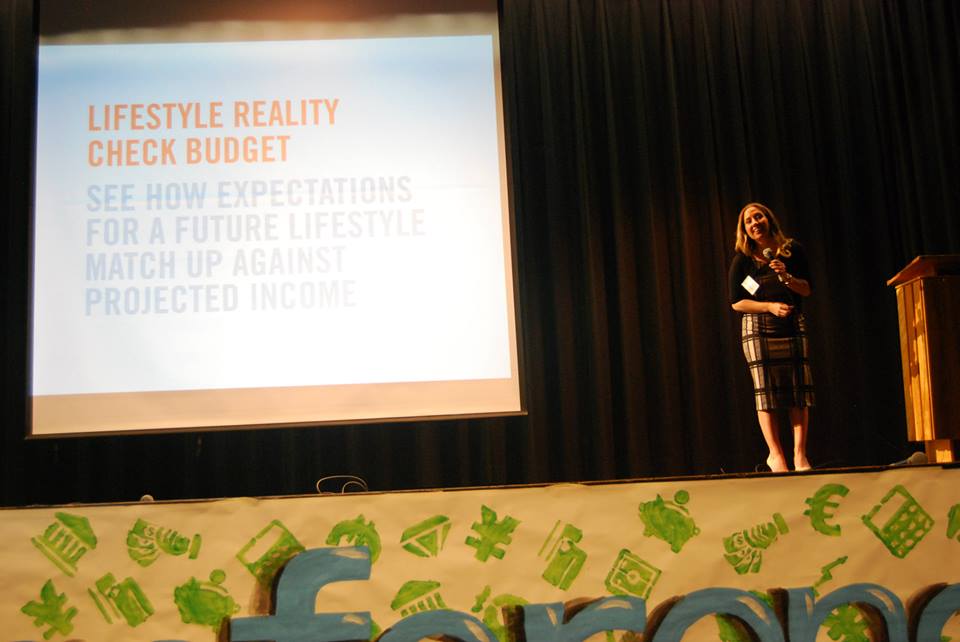 LIFESTYLE REALITY
CHECK BUDGET
SEE HOW EXPECTATIONS
FOR A FUTURE LIFESTYLE
MATCH UP AGAINST
PROJECTED INCOME